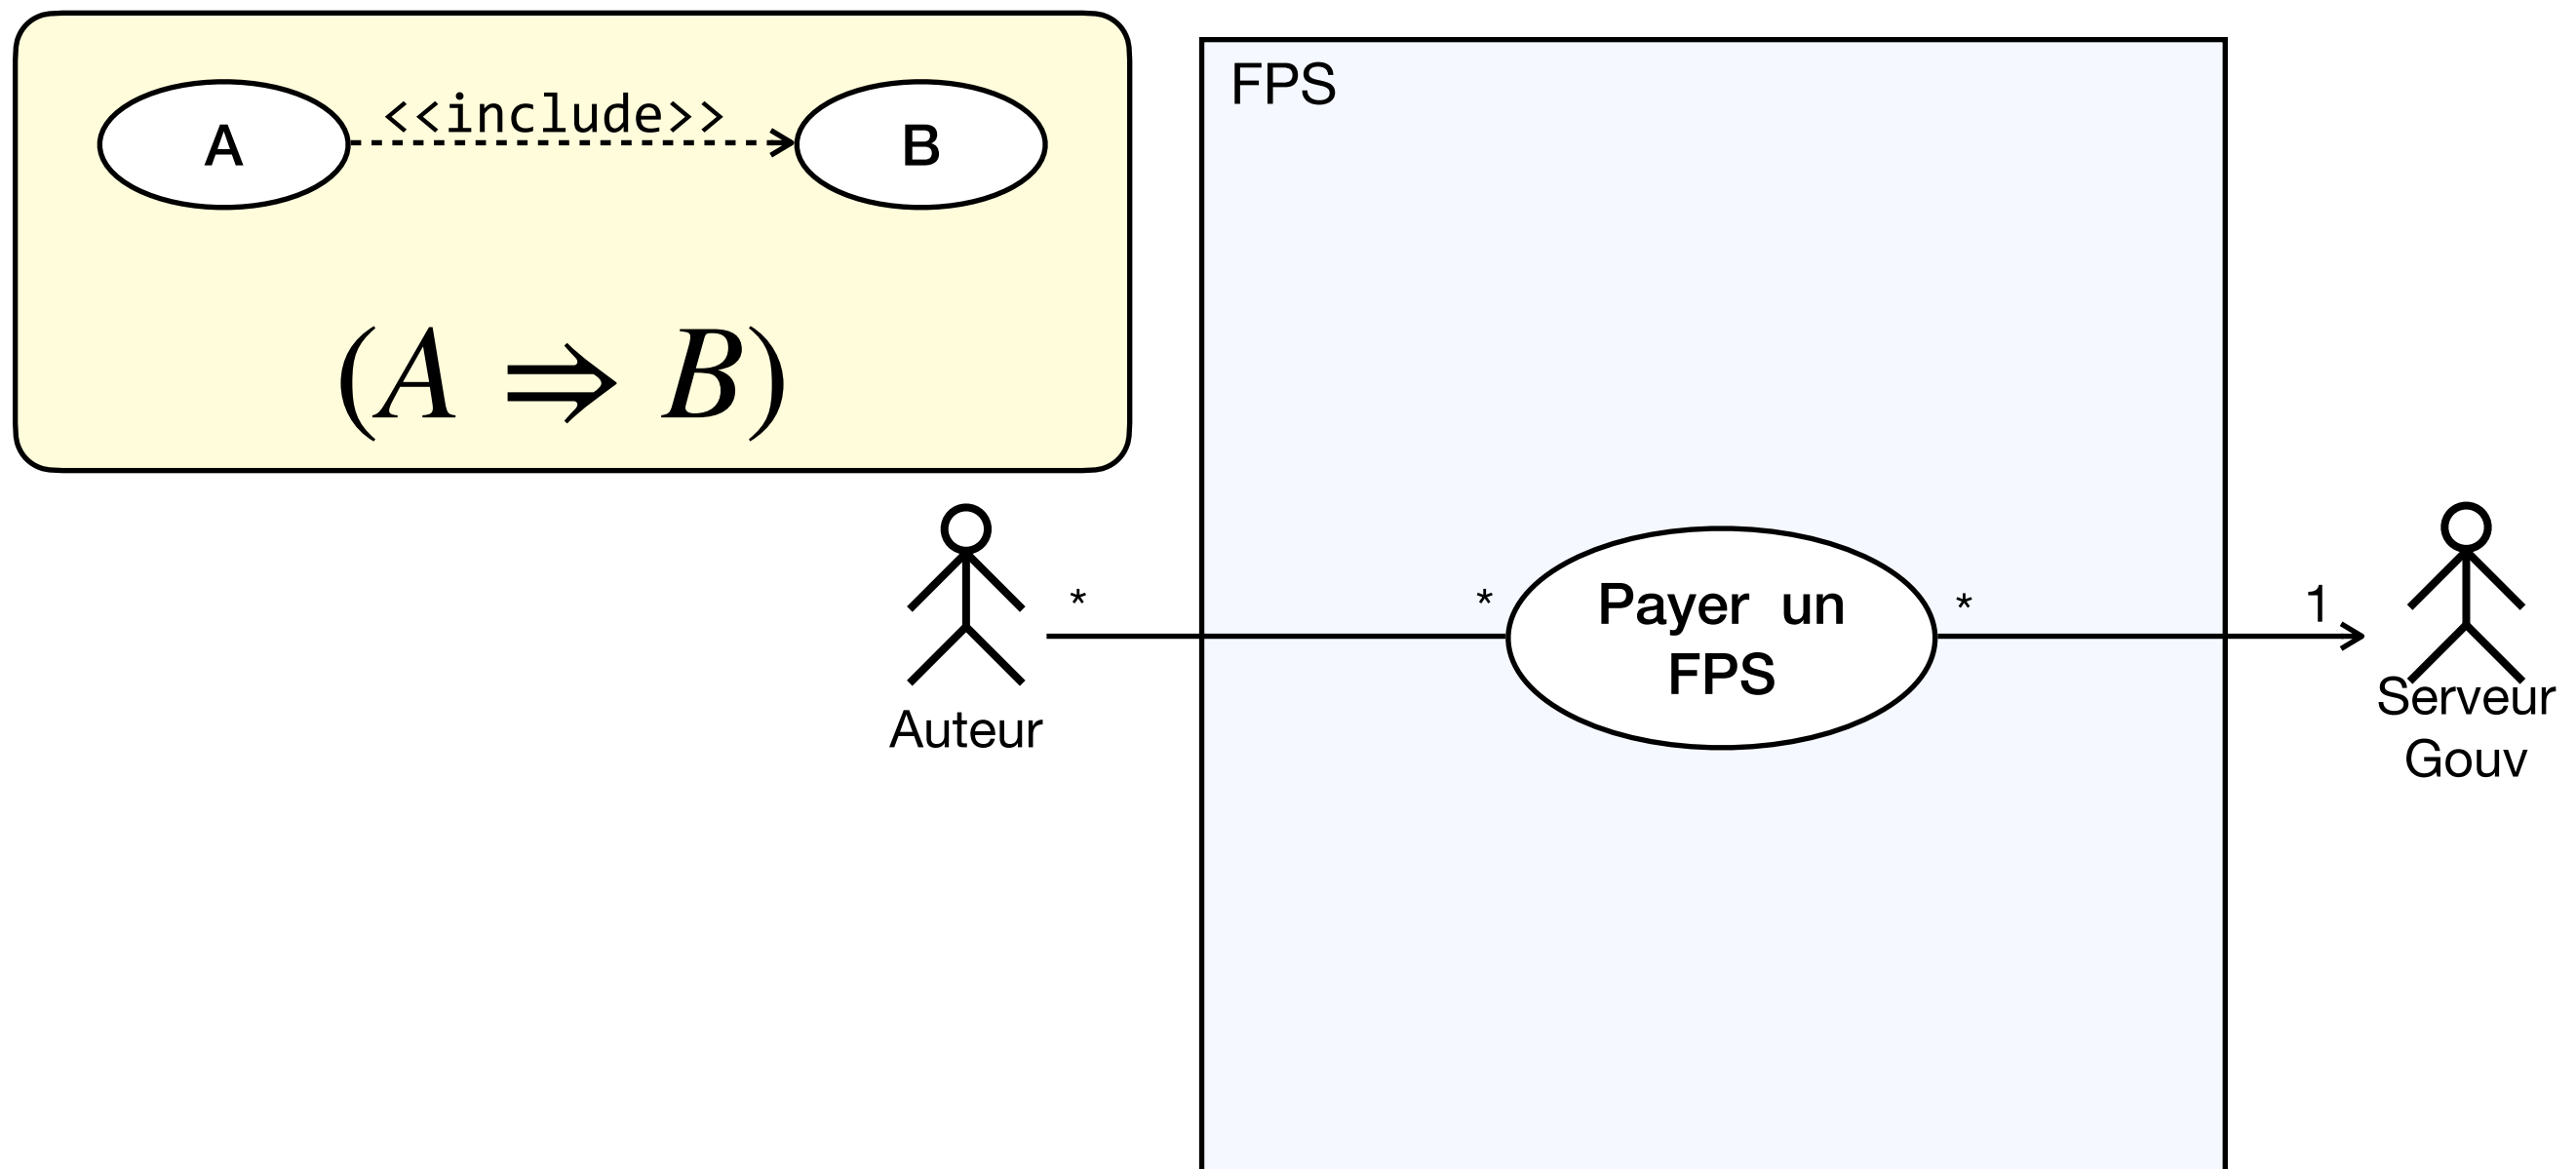 <<include>>
A
B
(A ⇒ B)
FPS
*
*
Payer un
FPS
*
1
Auteur
Serveur
Gouv